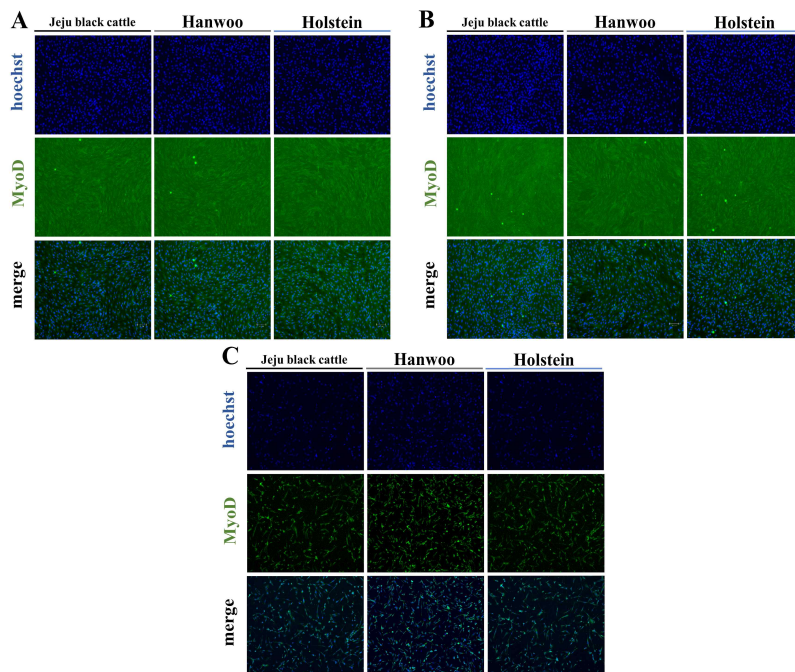 A
Jeju black cattle Hanwoo Holstein
hoechst
MyoD
merge
B
Jeju black cattle Hanwoo Holstein
hoechst
MyoD
merge
C
Jeju black cattle Hanwoo Holstein
hoechst
MyoD
merge